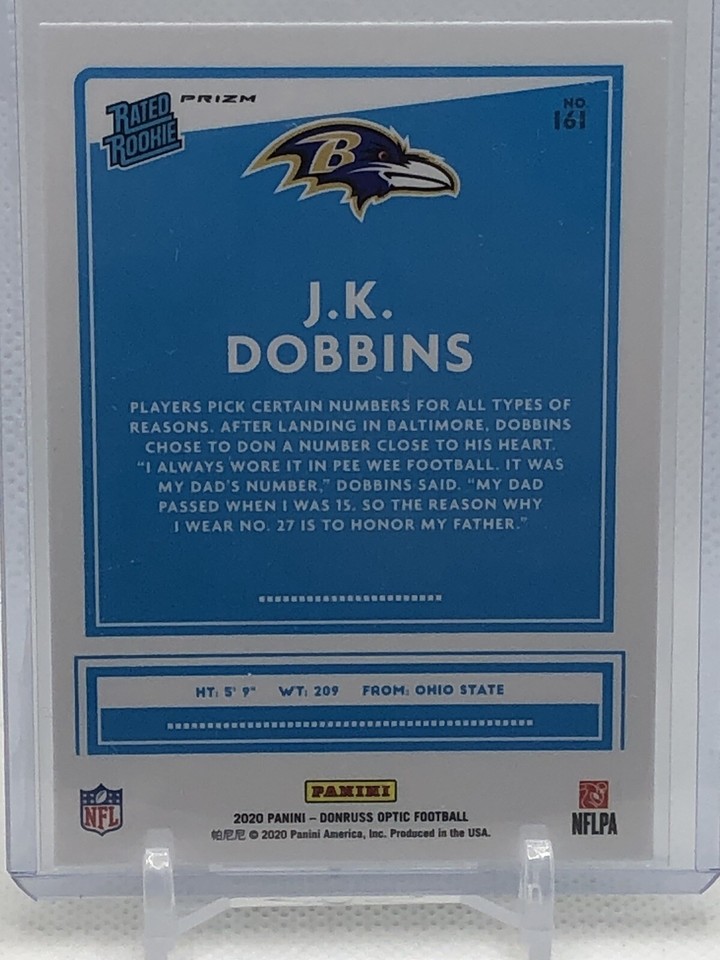 RATED
ROOKIE
PRIZM
NO.
161
B
J.K.
DOBBINS
PLAYERS PICK CERTAIN NUMBERS FOR ALL TYPES OF
REASONS. AFTER LANDING IN BALTIMORE, DOBBINS
CHOSE TO DON A NUMBER CLOSE TO HIS HEART.
"I ALWAYS WORE IT IN PEE WEE FOOTBALL. IT WAS
MY DAD'S NUMBER," DOBBINS SAID. "MY DAD
PASSED WHEN I WAS 15. SO THE REASON WHY
I WEAR NO. 27 IS TO HONOR MY FATHER."
HT: 5' 9" WT: 209 FROM: OHIO STATE
NFL
PANINI
NFLPA
2020 PANINI – DONRUSS OPTIC FOOTBALL
帕尼尼 © 2020 Panini America, Inc. Produced in the USA.